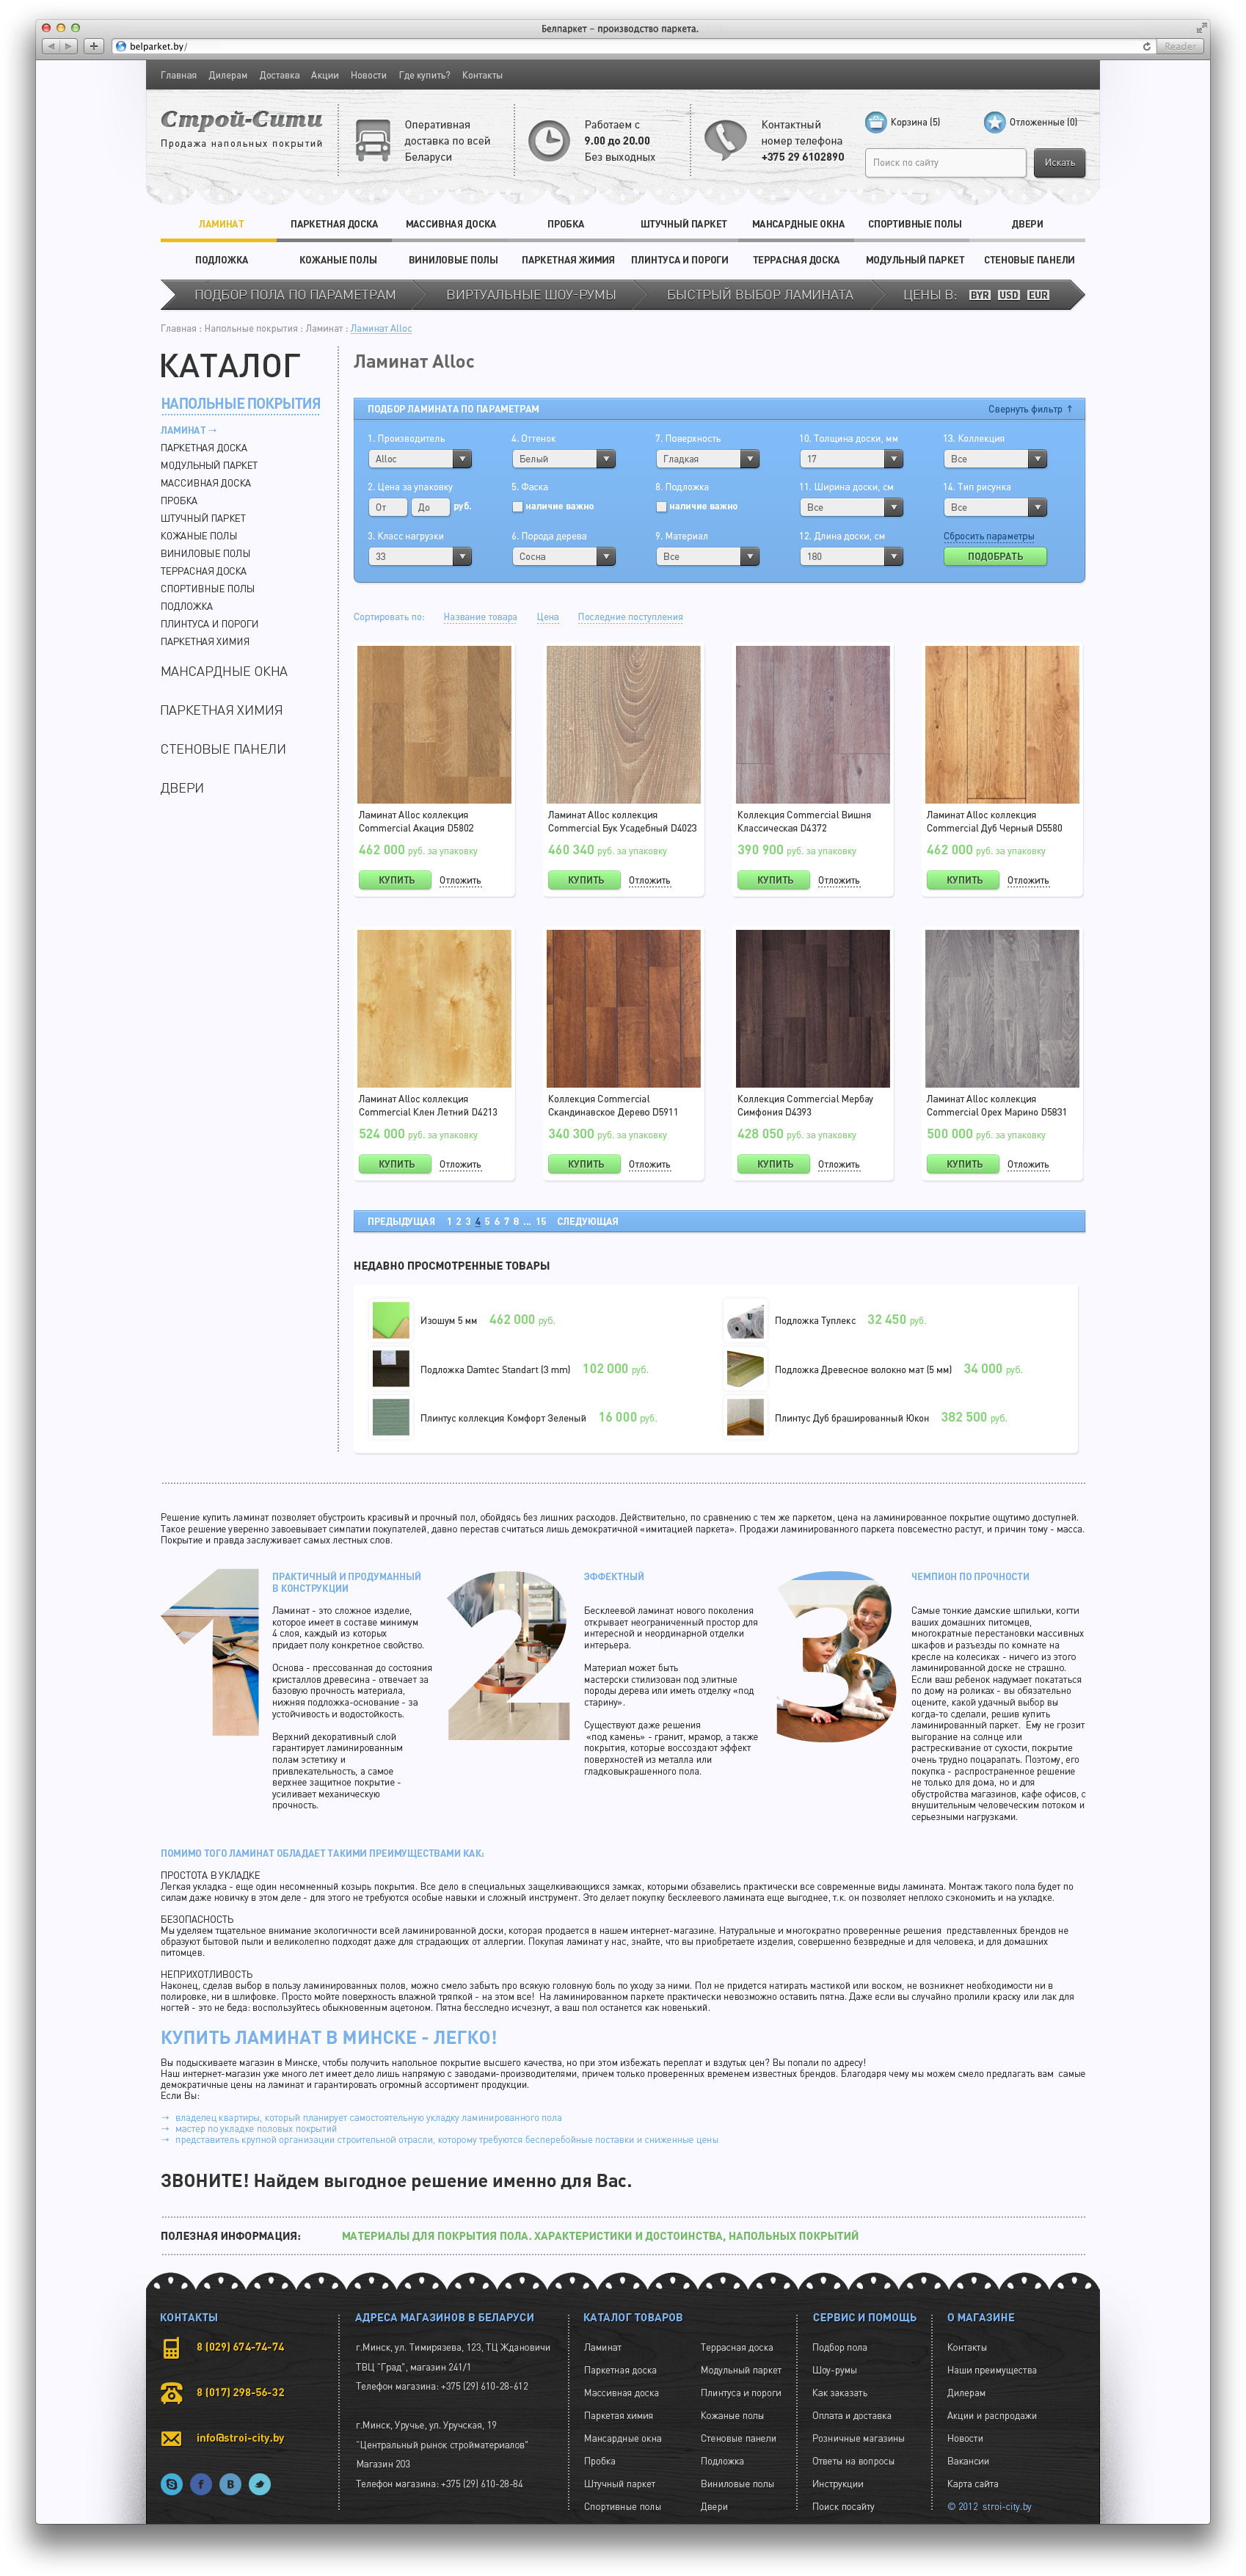 Белпаркет – производство паркета.
belparket.by/
Reader
Главная Дилерам Доставка Акции Новости Где купить? Контакты
Строй-Сити
Продажа напольных покрытий
Оперативная
доставка по всей
Беларуси
Работаем с
9.00 до 20.00
Без выходных
Контактный
номер телефона
+375 29 6102890
Корзина (5)
Отложенные (0)
Поиск по сайту
Искать
ЛАМИНАТ ПАРКЕТНАЯ ДОСКА МАССИВНАЯ ДОСКА ПРОБКА ШТУЧНЫЙ ПАРКЕТ МАНСАРДНЫЕ ОКНА СПОРТИВНЫЕ ПОЛЫ ДВЕРИ
ПОДЛОЖКА КОЖАНЫЕ ПОЛЫ ВИНИЛОВЫЕ ПОЛЫ ПАРКЕТНАЯ ХИМИЯ ПЛИНТУСА И ПОРОГИ ТЕРРАСНАЯ ДОСКА МОДУЛЬНЫЙ ПАРКЕТ СТЕНОВЫЕ ПАНЕЛИ
ПОДБОР ПОЛА ПО ПАРАМЕТРАМ ВИРТУАЛЬНЫЕ ШОУ-РУМЫ БЫСТРЫЙ ВЫБОР ЛАМИНАТА ЦЕНЫ В: BYR USD EUR
Главная : Напольные покрытия : Ламинат : Ламинат Alloc
КАТАЛОГ
НАПОЛЬНЫЕ ПОКРЫТИЯ
ЛАМИНАТ →
ПАРКЕТНАЯ ДОСКА
МОДУЛЬНЫЙ ПАРКЕТ
МАССИВНАЯ ДОСКА
ПРОБКА
ШТУЧНЫЙ ПАРКЕТ
КОЖАНЫЕ ПОЛЫ
ВИНИЛОВЫЕ ПОЛЫ
ТЕРРАСНАЯ ДОСКА
СПОРТИВНЫЕ ПОЛЫ
ПОДЛОЖКА
ПЛИНТУСА И ПОРОГИ
ПАРКЕТНАЯ ХИМИЯ
МАНСАРДНЫЕ ОКНА
ПАРКЕТНАЯ ХИМИЯ
СТЕНОВЫЕ ПАНЕЛИ
ДВЕРИ
Ламинат Alloc
ПОДБОР ЛАМИНАТА ПО ПАРАМЕТРАМ Свернуть фильтр ↑
1. Производитель 4. Оттенок 7. Поверхность 10. Толщина доски, мм 13. Коллекция
Alloc Белый Гладкая 17 Все
2. Цена за упаковку 5. Фаска 8. Подложка 11. Ширина доски, см 14. Тип рисунка
От До руб. наличие важно наличие важно Все Все
3. Класс нагрузки 6. Порода дерева 9. Материал 12. Длина доски, см Сбросить параметры
33 Сосна Все 180 ПОДОБРАТЬ
Сортировать по: Название товара Цена Последние поступления
Ламинат Alloc коллекция
Commercial Акация D5802
462 000 руб. за упаковку
КУПИТЬ Отложить
Ламинат Alloc коллекция
Commercial Бук Усадебный D4023
460 340 руб. за упаковку
КУПИТЬ Отложить
Коллекция Commercial Вишня
Классическая D4372
390 900 руб. за упаковку
КУПИТЬ Отложить
Ламинат Alloc коллекция
Commercial Дуб Черный D5580
462 000 руб. за упаковку
КУПИТЬ Отложить
Ламинат Alloc коллекция
Commercial Клен Летний D4213
524 000 руб. за упаковку
КУПИТЬ Отложить
Коллекция Commercial
Скандинавское Дерево D5911
340 300 руб. за упаковку
КУПИТЬ Отложить
Коллекция Commercial Мербау
Симфония D4393
428 050 руб. за упаковку
КУПИТЬ Отложить
Ламинат Alloc коллекция
Commercial Орех Марино D5831
500 000 руб. за упаковку
КУПИТЬ Отложить
ПРЕДЫДУЩАЯ 1 2 3 4 5 6 7 8 ... 15 СЛЕДУЮЩАЯ
НЕДАВНО ПРОСМОТРЕННЫЕ ТОВАРЫ
Изошум 5 мм 462 000 руб.
Подложка Туплекс 32 450 руб.
Подложка Damtec Standart (3 mm) 102 000 руб.
Подложка Древесное волокно мат (5 мм) 34 000 руб.
Плинтус коллекция Комфорт Зеленый 16 000 руб.
Плинтус Дуб брашированный Юкон 382 500 руб.
Решение купить ламинат позволяет обустроить красивый и прочный пол, обойдясь без лишних расходов. Действительно, по сравнению с тем же паркетом, цена на ламинированное покрытие ощутимо доступней.
Такое решение уверенно завоевывает симпатии покупателей, давно перестав считаться лишь демократичной «имитацией паркета». Продажи ламинированного паркета повсеместно растут, и причин тому - масса.
Покрытие и правда заслуживает самых лестных слов.
1
ПРАКТИЧНЫЙ И ПРОДУМАННЫЙ
В КОНСТРУКЦИИ
Ламинат - это сложное изделие,
которое имеет в составе минимум
4 слоя, каждый из которых
придает полу конкретное свойство.
Основа - прессованная до состояния
кристаллов древесина - отвечает за
базовую прочность материала,
нижняя подложка-основание - за
устойчивость и водостойкость.
Верхний декоративный слой
гарантирует ламинированным
полам эстетику и
привлекательность, а самое
верхнее защитное покрытие -
усиливает механическую
прочность.
2
ЭФФЕКТНЫЙ
Бесклеевой ламинат нового поколения
открывает неограниченный простор для
интересной и неординарной отделки
интерьера.
Материал может быть
мастерски стилизован под элитные
породы дерева или иметь отделку «под
старину».
Существуют даже решения
«под камень» - гранит, мрамор, а также
покрытия, которые воссоздают эффект
поверхностей из металла или
гладковыкрашенного пола.
3
ЧЕМПИОН ПО ПРОЧНОСТИ
Самые тонкие дамские шпильки, когти
ваших домашних питомцев,
многократные перестановки массивных
шкафов и разъезды по комнате на
кресле на колесиках - ничего из этого
ламинированной доске не страшно.
Если ваш ребенок надумает покататься
по дому на роликах - вы обязательно
оцените, какой удачный выбор вы
когда-то сделали, решив купить
ламинированный паркет. Ему не грозит
выгорание на солнце или
растрескивание от сухости, покрытие
очень трудно поцарапать. Поэтому, его
покупка - распространенное решение
не только для дома, но и для
обустройства магазинов, кафе офисов, с
внушительным человеческим потоком и
серьезными нагрузками.
ПОМИМО ТОГО ЛАМИНАТ ОБЛАДАЕТ ТАКИМИ ПРЕИМУЩЕСТВАМИ КАК:
ПРОСТОТА В УКЛАДКЕ
Легкая укладка - еще один несомненный козырь покрытия. Все дело в специальных защелкивающихся замках, которыми обзавелись практически все современные виды ламината. Монтаж такого пола будет по
силам даже новичку в этом деле - для этого не требуются особые навыки и сложный инструмент. Это делает покупку бесклеевого ламината еще выгоднее, т.к. он позволяет неплохо сэкономить и на укладке.
БЕЗОПАСНОСТЬ
Мы уделяем тщательное внимание экологичности всей ламинированной доски, которая продается в нашем интернет-магазине. Натуральные и многократно проверенные решения представленных брендов не
образуют бытовой пыли и великолепно подходят даже для страдающих от аллергии. Покупая ламинат у нас, знайте, что вы приобретаете изделия, совершенно безвредные и для человека, и для домашних
питомцев.
НЕПРИХОТЛИВОСТЬ
Наконец, сделав выбор в пользу ламинированных полов, можно смело забыть про всякую головную боль по уходу за ними. Пол не придется натирать мастикой или воском, не возникнет необходимости ни в
полировке, ни в шлифовке. Просто мойте поверхность влажной тряпкой - на этом все! На ламинированном паркете практически невозможно оставить пятна. Даже если вы случайно пролили краску или лак для
ногтей - это не беда: воспользуйтесь обыкновенным ацетоном. Пятна бесследно исчезнут, а ваш пол останется как новенький.
КУПИТЬ ЛАМИНАТ В МИНСКЕ - ЛЕГКО!
Вы подыскиваете магазин в Минске, чтобы получить напольное покрытие высшего качества, но при этом избежать переплат и вздутых цен? Вы попали по адресу!
Наш интернет-магазин уже много лет имеет дело лишь напрямую с заводами-производителями, причем только проверенных временем известных брендов. Благодаря чему мы можем смело предлагать вам самые
демократичные цены на ламинат и гарантировать огромный ассортимент продукции.
Если Вы:
→ владелец квартиры, который планирует самостоятельную укладку ламинированного пола
→ мастер по укладке половых покрытий
→ представитель крупной организации строительной отрасли, которому требуются бесперебойные поставки и сниженные цены
ЗВОНИТЕ! Найдем выгодное решение именно для Вас.
ПОЛЕЗНАЯ ИНФОРМАЦИЯ: МАТЕРИАЛЫ ДЛЯ ПОКРЫТИЯ ПОЛА. ХАРАКТЕРИСТИКИ И ДОСТОИНСТВА, НАПОЛЬНЫХ ПОКРЫТИЙ
КОНТАКТЫ
8 (029) 674-74-74
8 (017) 298-56-32
info@stroi-city.by
АДРЕСА МАГАЗИНОВ В БЕЛАРУСИ
г.Минск, ул. Тимирязева, 123, ТЦ Ждановичи
ТВЦ "Град", магазин 241/1
Телефон магазина: +375 (29) 610-28-612
г.Минск, Уручье, ул. Уручская, 19
"Центральный рынок стройматериалов"
Магазин 203
Телефон магазина: +375 (29) 610-28-84
КАТАЛОГ ТОВАРОВ
Ламинат Террасная доска
Паркетная доска Модульный паркет
Массивная доска Плинтуса и пороги
Паркетая химия Кожаные полы
Мансардные окна Стеновые панели
Пробка Подложка
Штучный паркет Виниловые полы
Спортивные полы Двери
СЕРВИС И ПОМОЩЬ
Подбор пола
Шоу-румы
Как заказать
Оплата и доставка
Розничные магазины
Ответы на вопросы
Инструкции
Поиск посайту
О МАГАЗИНЕ
Контакты
Наши преимущества
Дилерам
Акции и распродажи
Новости
Вакансии
Карта сайта
© 2012 stroi-city.by